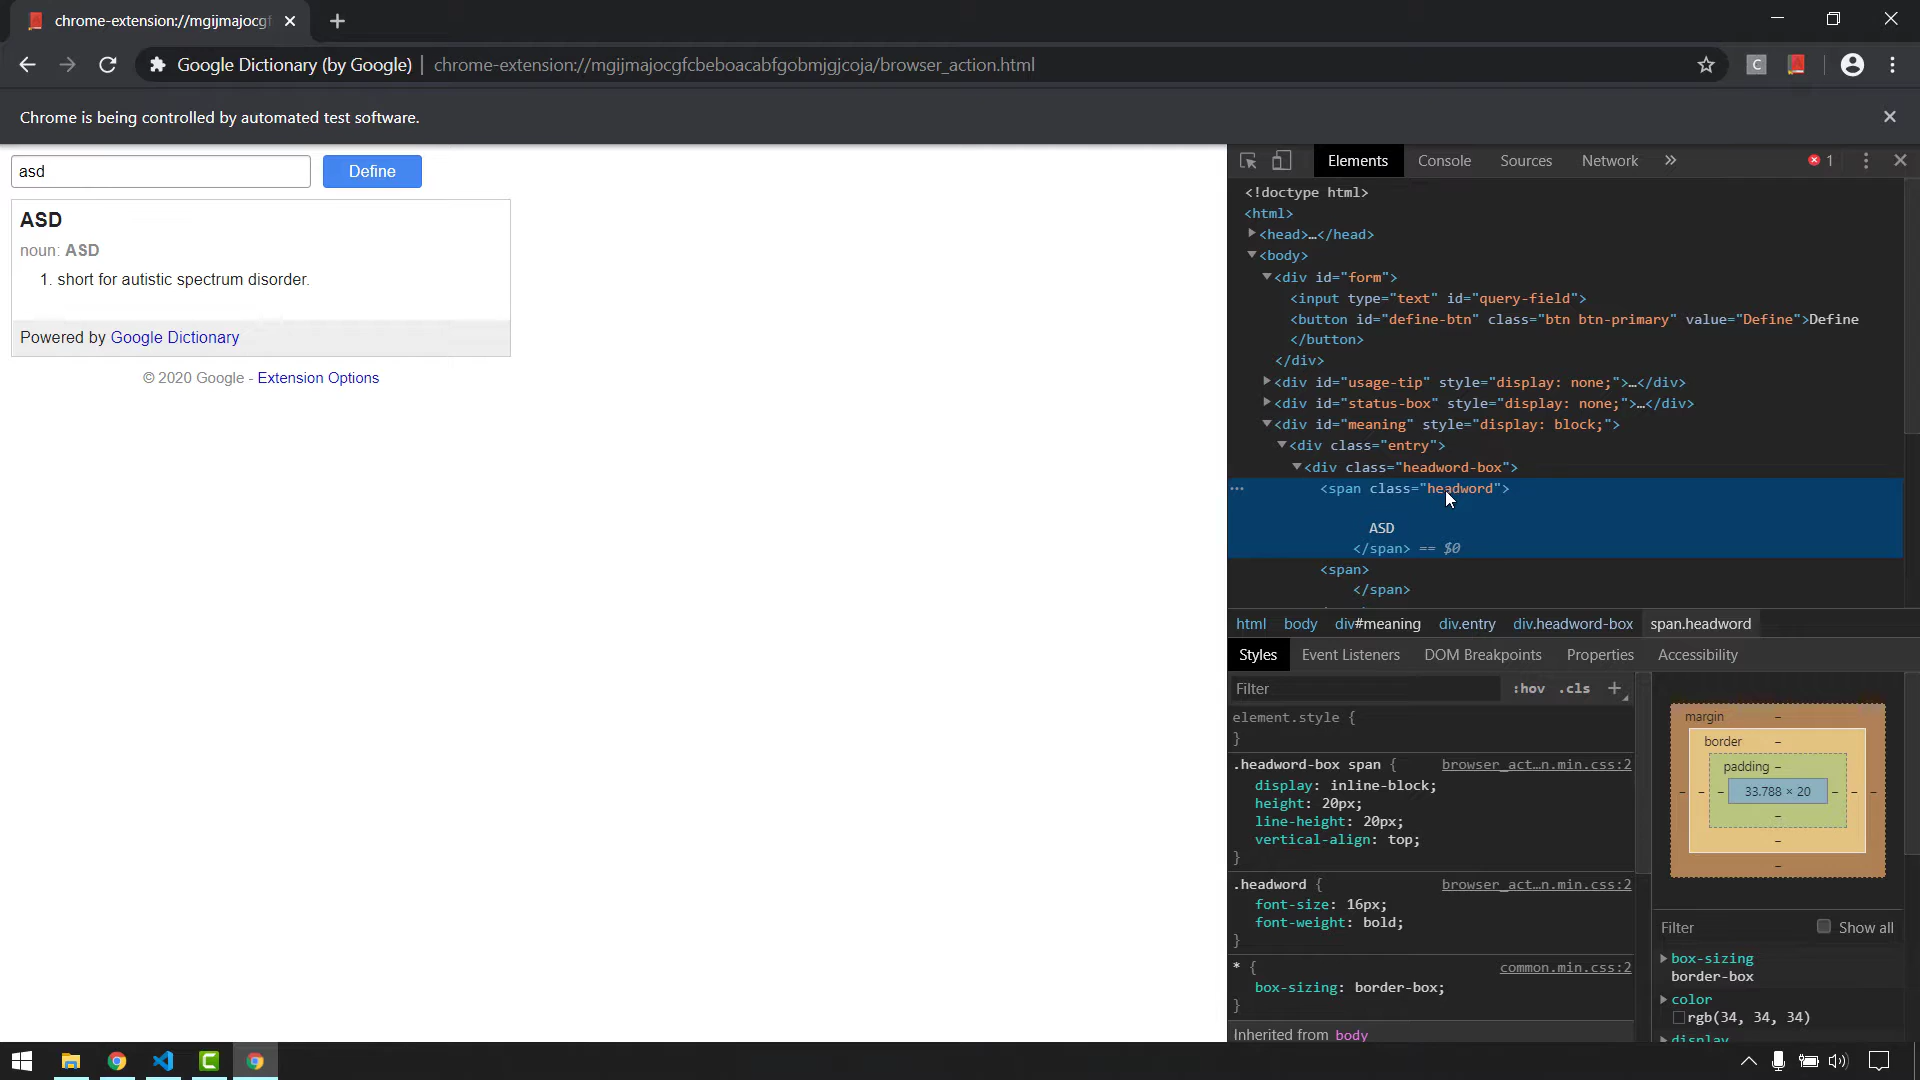 chrome-extension://mgijmajocgf
Google Dictionary (by Google) | chrome-extension://mgijmajocgfcbeboacabfgobmjgjcoja/browser_action.html
Chrome is being controlled by automated test software.
asd
Define
ASD
noun: ASD
1. short for autistic spectrum disorder.
Powered by Google Dictionary
© 2020 Google - Extension Options
Elements Console Sources Network » 1
<!doctype html>
<html>
<head>…</head>
<body>
<div id="form">
<input type="text" id="query-field">
<button id="define-btn" class="btn btn-primary" value="Define">Define
</button>
</div>
<div id="usage-tip" style="display: none;">…</div>
<div id="status-box" style="display: none;">…</div>
<div id="meaning" style="display: block;">
<div class="entry">
<div class="headword-box">
<span class="headword">
ASD
</span> == $0
<span>
</span>
html body div#meaning div.entry div.headword-box span.headword
Styles Event Listeners DOM Breakpoints Properties Accessibility
Filter :hov .cls +
element.style {
}
.headword-box span { browser_act…n.min.css:2
display: inline-block;
height: 20px;
line-height: 20px;
vertical-align: top;
}
.headword { browser_act…n.min.css:2
font-size: 16px;
font-weight: bold;
}
* { common.min.css:2
box-sizing: border-box;
}
Inherited from body
margin –
border –
padding –
– – – 33.788 × 20 – – –
–
–
–
Filter Show all
box-sizing
border-box
color
rgb(34, 34, 34)
display